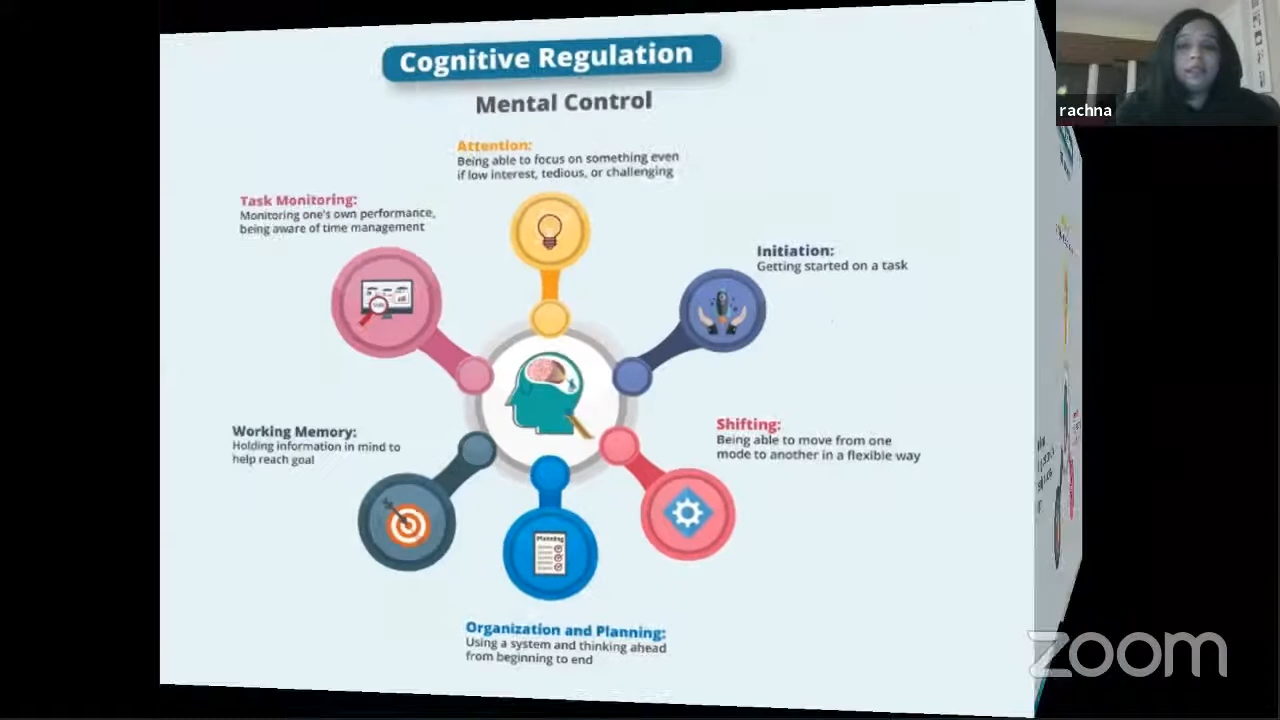 Cognitive Regulation
Mental Control
Attention:
Being able to focus on something even
if low interest, tedious, or challenging
Task Monitoring:
Monitoring one's own performance,
being aware of time management
Initiation:
Getting started on a task
Shifting:
Being able to move from one
mode to another in a flexible way
Working Memory:
Holding information in mind to
help reach goal
Planning
Organization and Planning:
Using a system and thinking ahead
from beginning to end
rachna
zoom